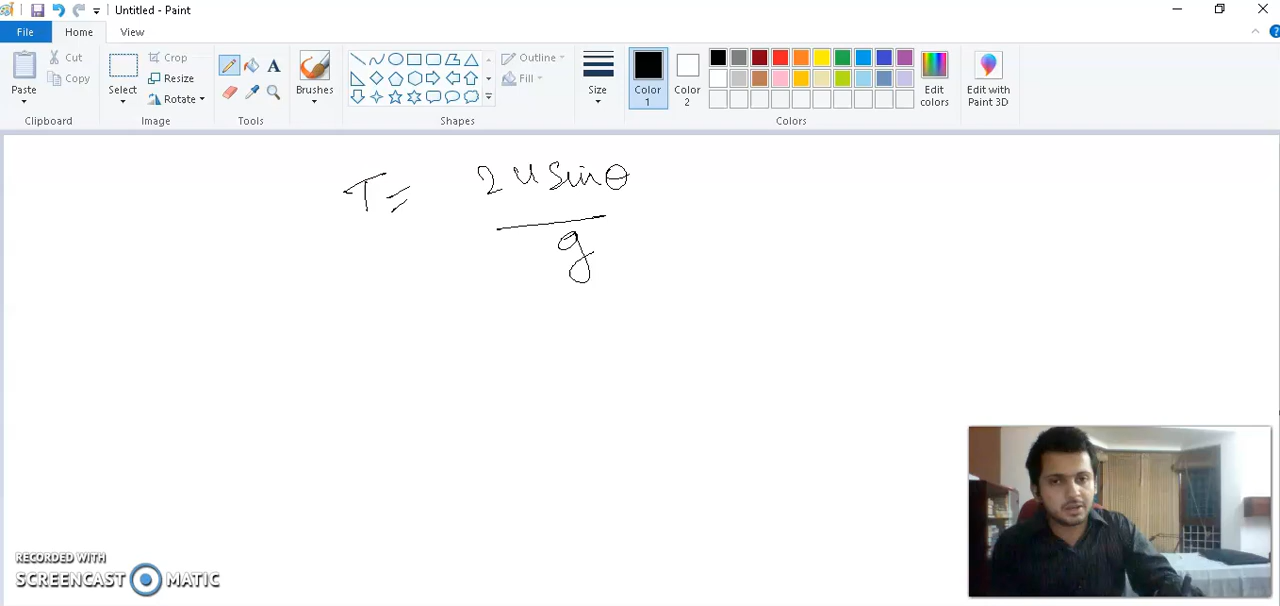 Untitled - Paint
File Home View
Paste
Cut
Copy
Clipboard
Select
Crop
Resize
Rotate
Image
Tools
Brushes
Shapes
Outline
Fill
Size
Color 1
Color 2
Colors
Edit colors
Edit with Paint 3D
T = 2 u sin θ
g
RECORDED WITH
SCREENCAST MATIC